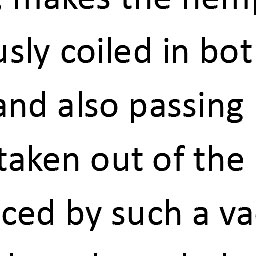 makes the hemp
usly coiled in bot
and also passing
taken out of the
ced by such a va